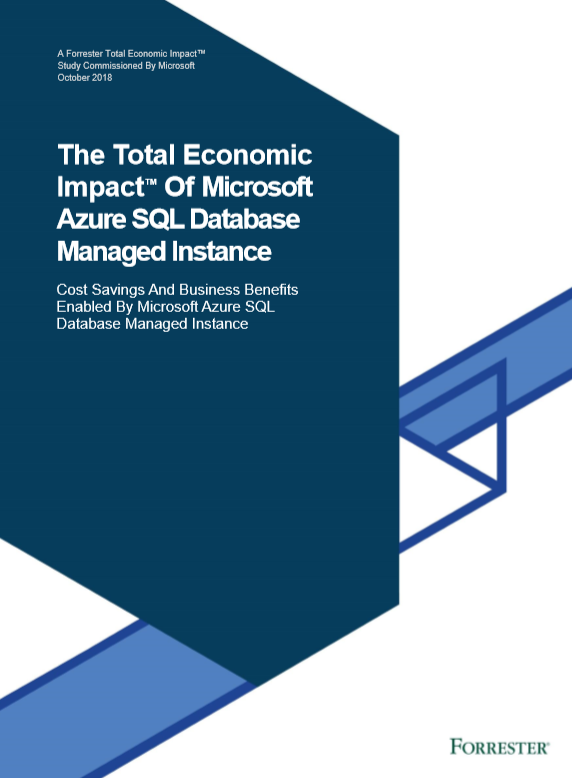 A Forrester Total Economic Impact™
Study Commissioned By Microsoft
October 2018
The Total Economic
Impact™ Of Microsoft
Azure SQL Database
Managed Instance
Cost Savings And Business Benefits
Enabled By Microsoft Azure SQL
Database Managed Instance
FORRESTER®